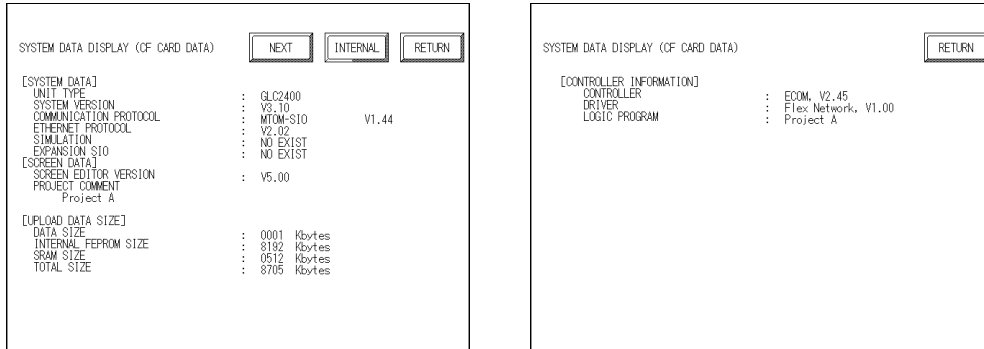 SYSTEM DATA DISPLAY (CF CARD DATA) NEXT INTERNAL RETURN
[SYSTEM DATA]
UNIT TYPE : GLC2400
SYSTEM VERSION : V3.10
COMMUNICATION PROTOCOL : MTOM-SIO V1.44
ETHERNET PROTOCOL : V2.02
SIMULATION : NO EXIST
EXPANSION SIO : NO EXIST
[SCREEN DATA]
SCREEN EDITOR VERSION : V5.00
PROJECT COMMENT
Project A
[UPLOAD DATA SIZE]
DATA SIZE : 0001 Kbytes
INTERNAL FEPROM SIZE : 8192 Kbytes
SRAM SIZE : 0512 Kbytes
TOTAL SIZE : 8705 Kbytes
SYSTEM DATA DISPLAY (CF CARD DATA) RETURN
[CONTROLLER INFORMATION]
CONTROLLER : ECOM, V2.45
DRIVER : Flex Network, V1.00
LOGIC PROGRAM : Project A